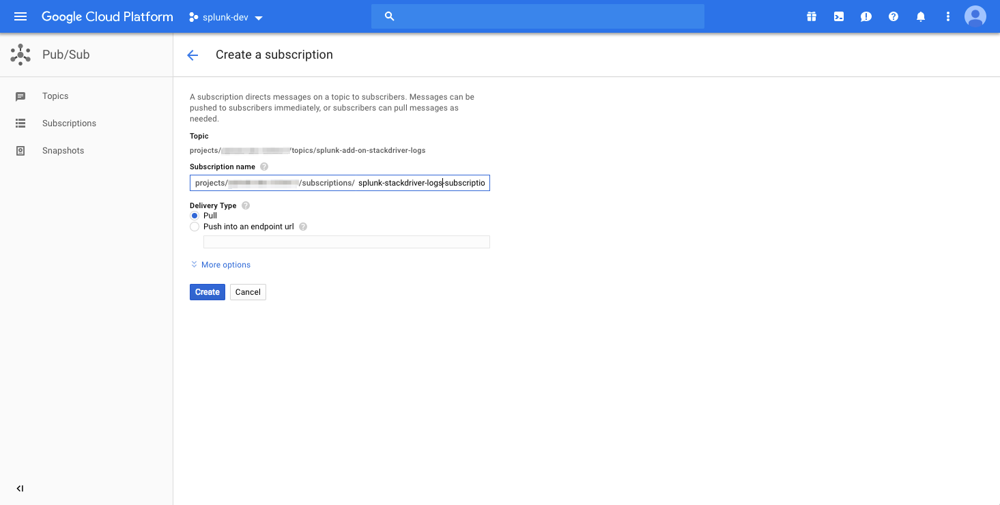 Google Cloud Platform
splunk-dev
Pub/Sub
Create a subscription
Topics
Subscriptions
Snapshots
A subscription directs messages on a topic to subscribers. Messages can be
pushed to subscribers immediately, or subscribers can pull messages as
needed.
Topic
projects/ /topics/splunk-add-on-stackdriver-logs
Subscription name ?
projects/ /subscriptions/ splunk-stackdriver-logs-subscriptio
Delivery Type ?
Pull
Push into an endpoint url ?
More options
Create Cancel